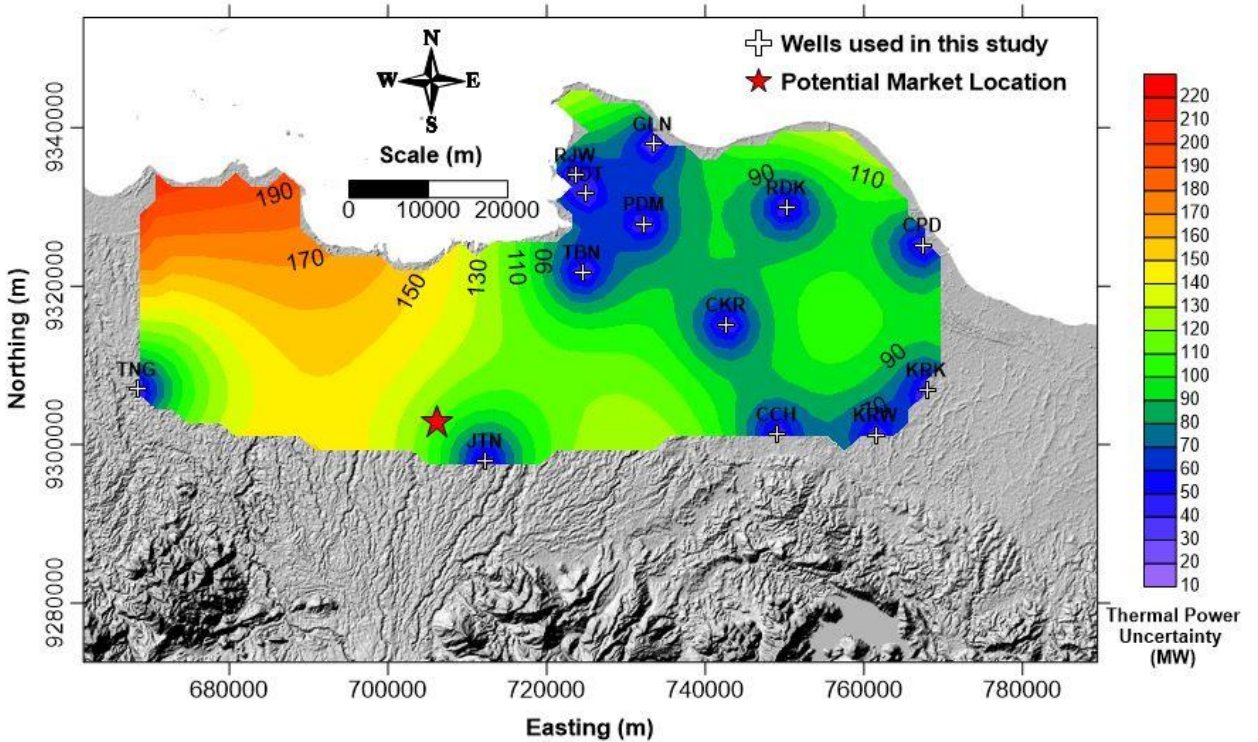 N
W E
S
Scale (m)
0 10000 20000
Wells used in this study
Potential Market Location
Northing (m)
9340000
9320000
9300000
9280000
GLN
RJW
PDM
TBN
RDK
CPD
CKR
TNG
KRK
CCH
KRW
JTN
190
170
150
130
110
90
90
110
90
70
680000 700000 720000 740000 760000 780000
Easting (m)
220
210
200
190
180
170
160
150
140
130
120
110
100
90
80
70
60
50
40
30
20
10
Thermal Power
Uncertainty
(MW)